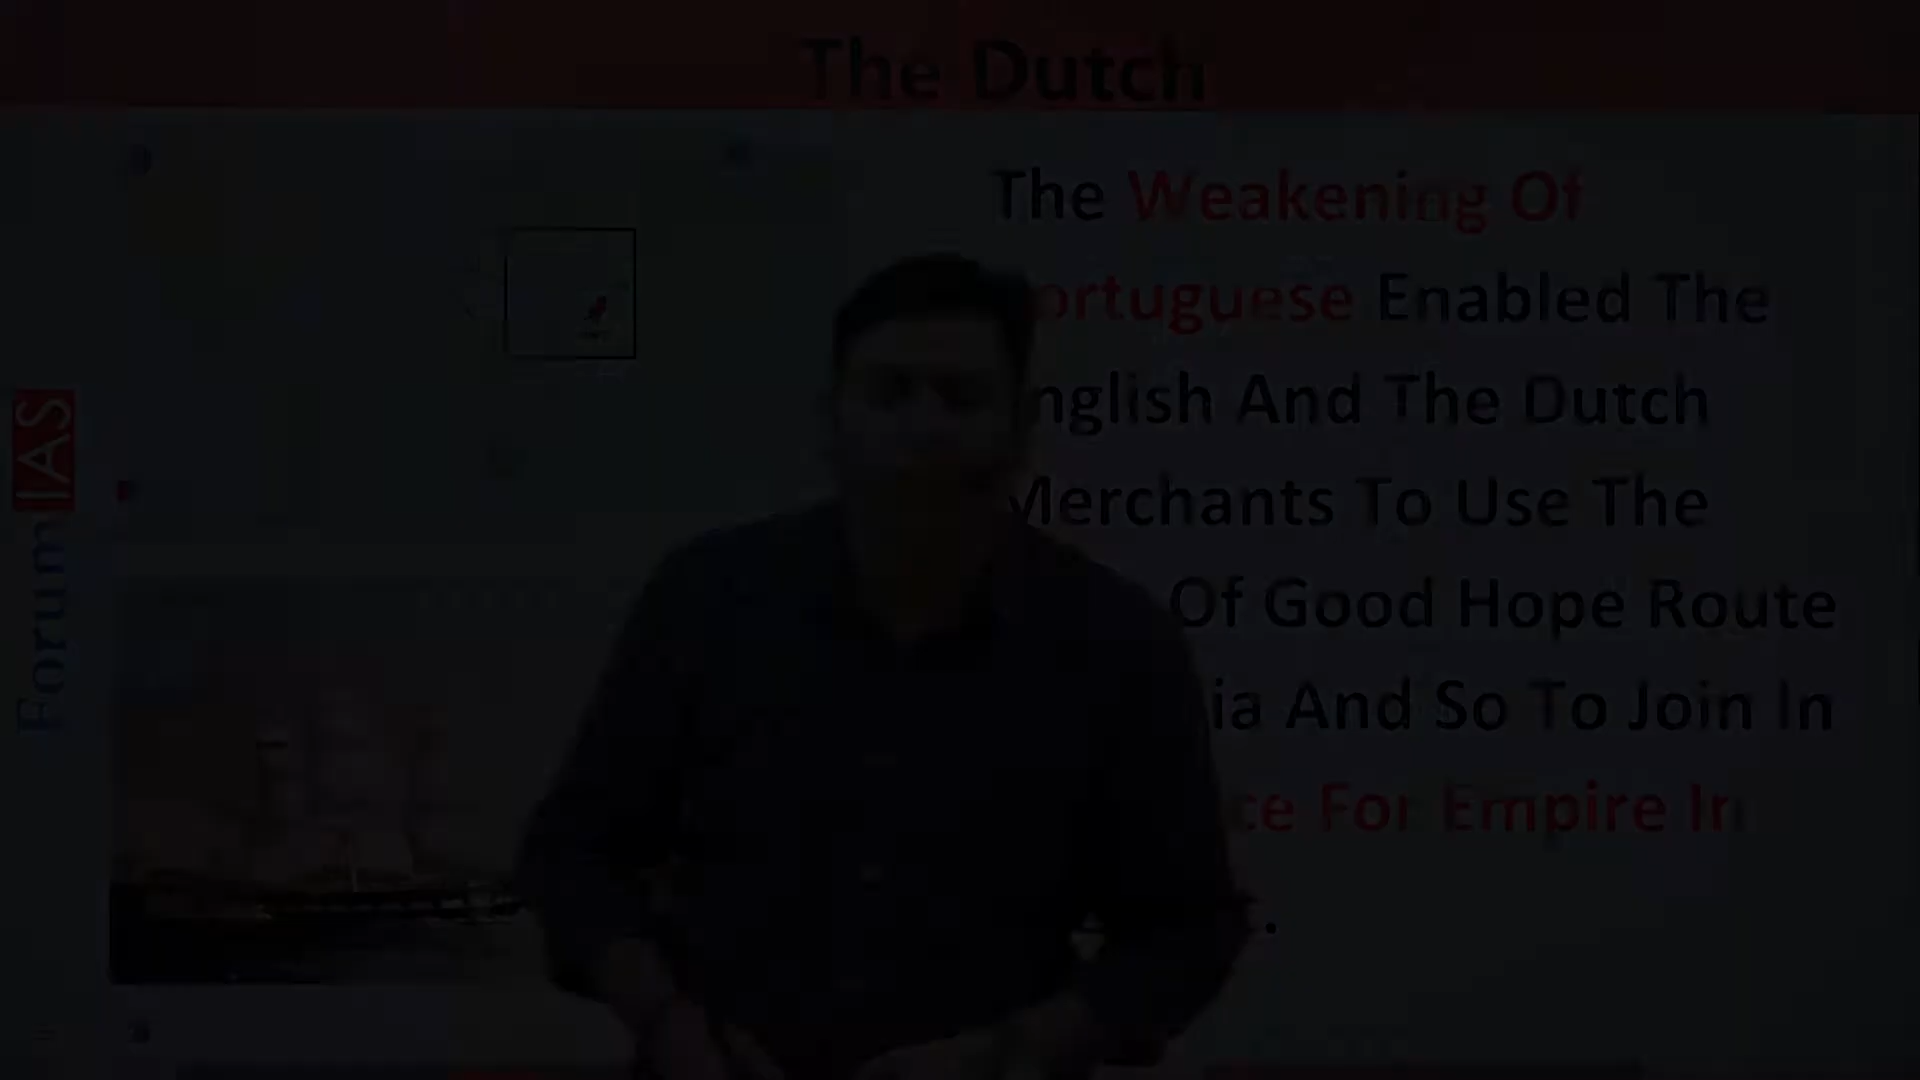 The Dutch
The Weakening Of
ortuguese Enabled The
nglish And The Dutch
Merchants To Use The
Of Good Hope Route
ia And So To Join In
ce For Empire In
.
ForumIAS